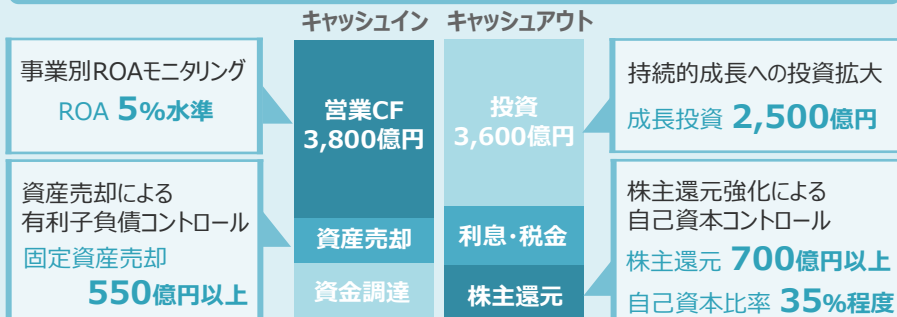 キャッシュイン キャッシュアウト
事業別ROAモニタリング
ROA 5%水準
営業CF
3,800億円
投資
3,600億円
持続的成長への投資拡大
成長投資 2,500億円
資産売却による
有利子負債コントロール
固定資産売却
550億円以上
資産売却
資金調達
利息・税金
株主還元
株主還元強化による
自己資本コントロール
株主還元 700億円以上
自己資本比率 35%程度